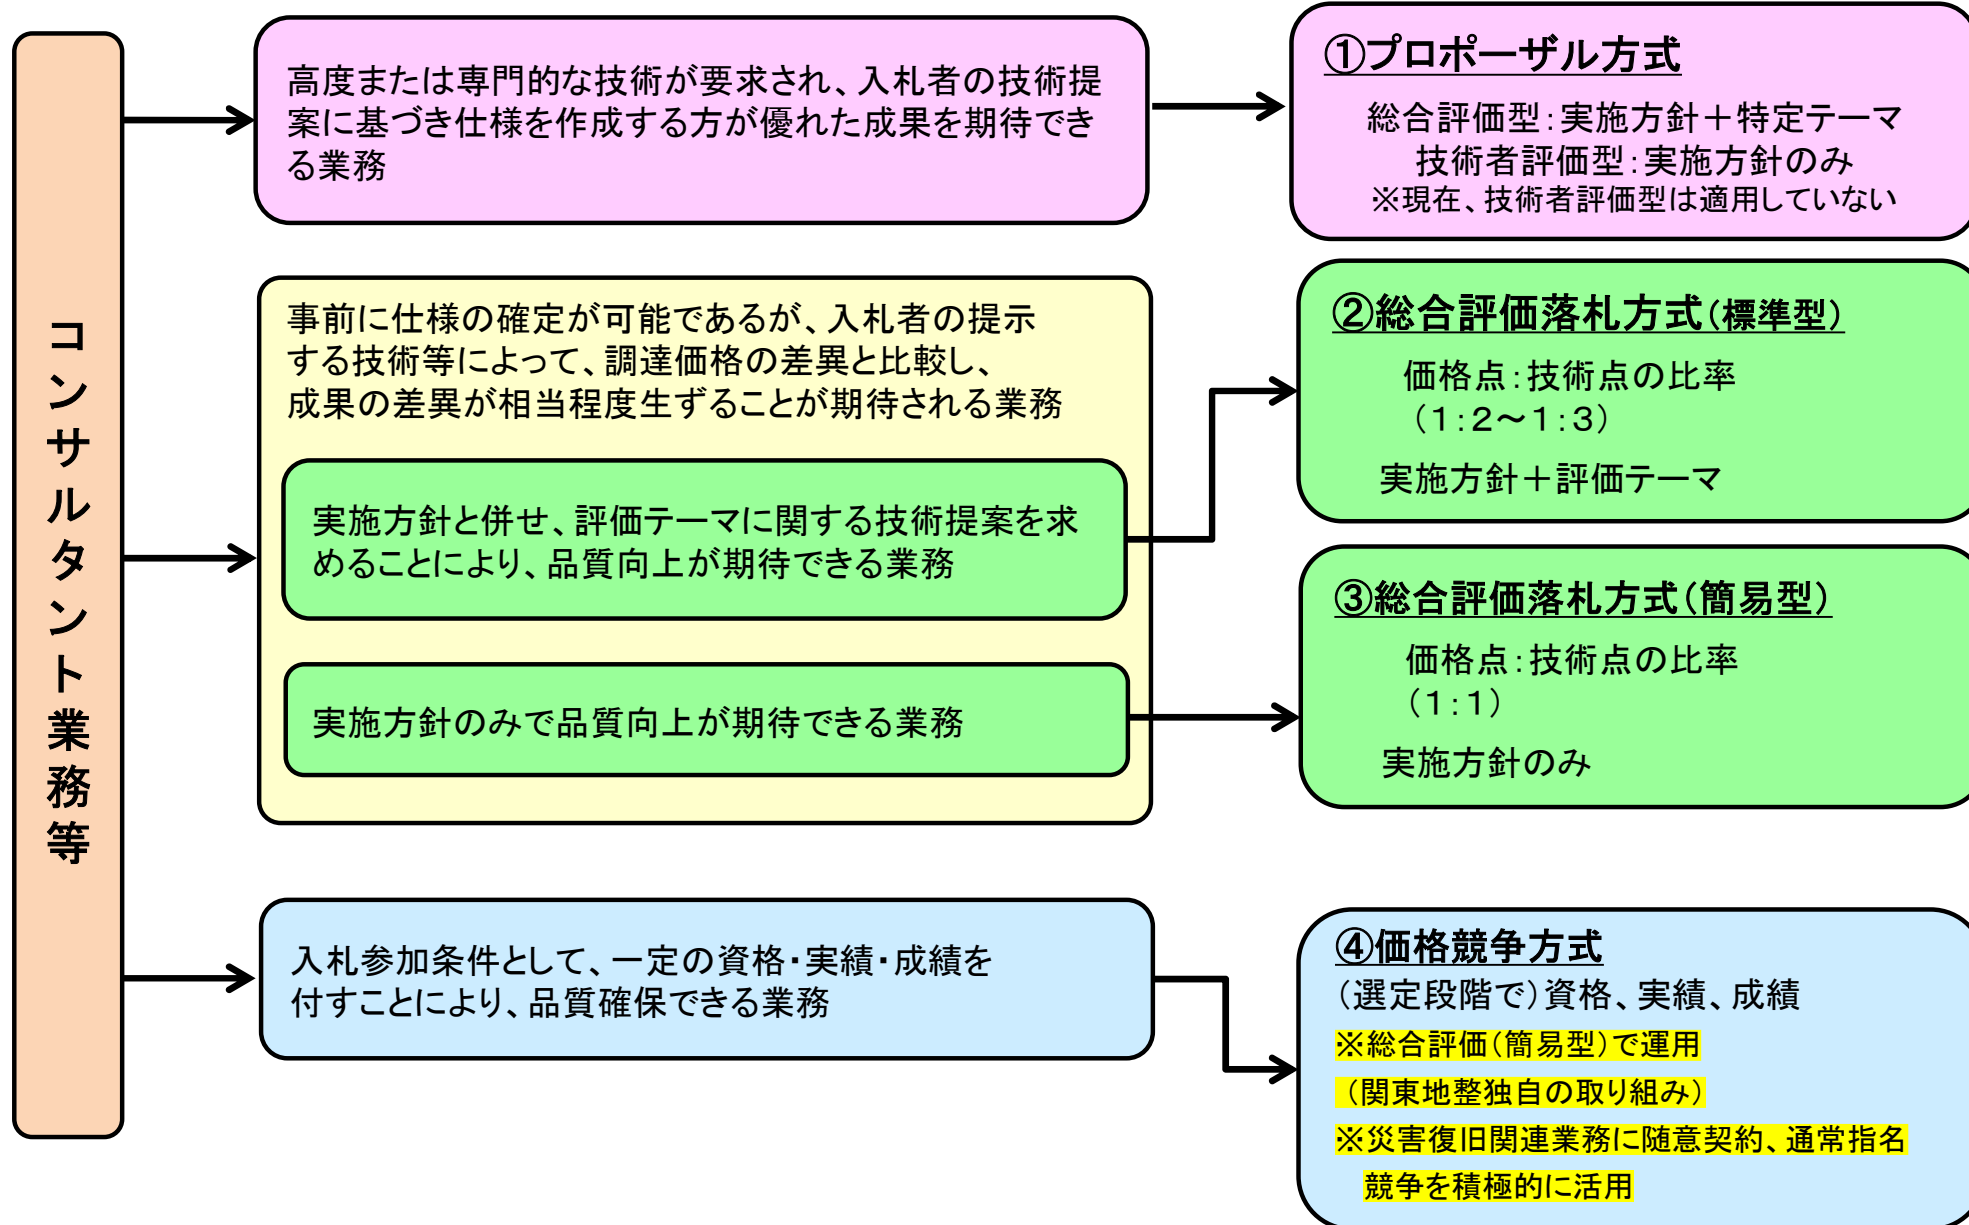 コンサルタント業務等
高度または専門的な技術が要求され、入札者の技術提
案に基づき仕様を作成する方が優れた成果を期待でき
る業務
①プロポーザル方式
総合評価型:実施方針+特定テーマ
技術者評価型:実施方針のみ
※現在、技術者評価型は適用していない
事前に仕様の確定が可能であるが、入札者の提示
する技術等によって、調達価格の差異と比較し、
成果の差異が相当程度生ずることが期待される業務
実施方針と併せ、評価テーマに関する技術提案を求
めることにより、品質向上が期待できる業務
実施方針のみで品質向上が期待できる業務
②総合評価落札方式(標準型)
価格点:技術点の比率
(1:2~1:3)
実施方針+評価テーマ
③総合評価落札方式(簡易型)
価格点:技術点の比率
(1:1)
実施方針のみ
入札参加条件として、一定の資格・実績・成績を
付すことにより、品質確保できる業務
④価格競争方式
(選定段階で)資格、実績、成績
※総合評価(簡易型)で運用
(関東地整独自の取り組み)
※災害復旧関連業務に随意契約、通常指名
競争を積極的に活用